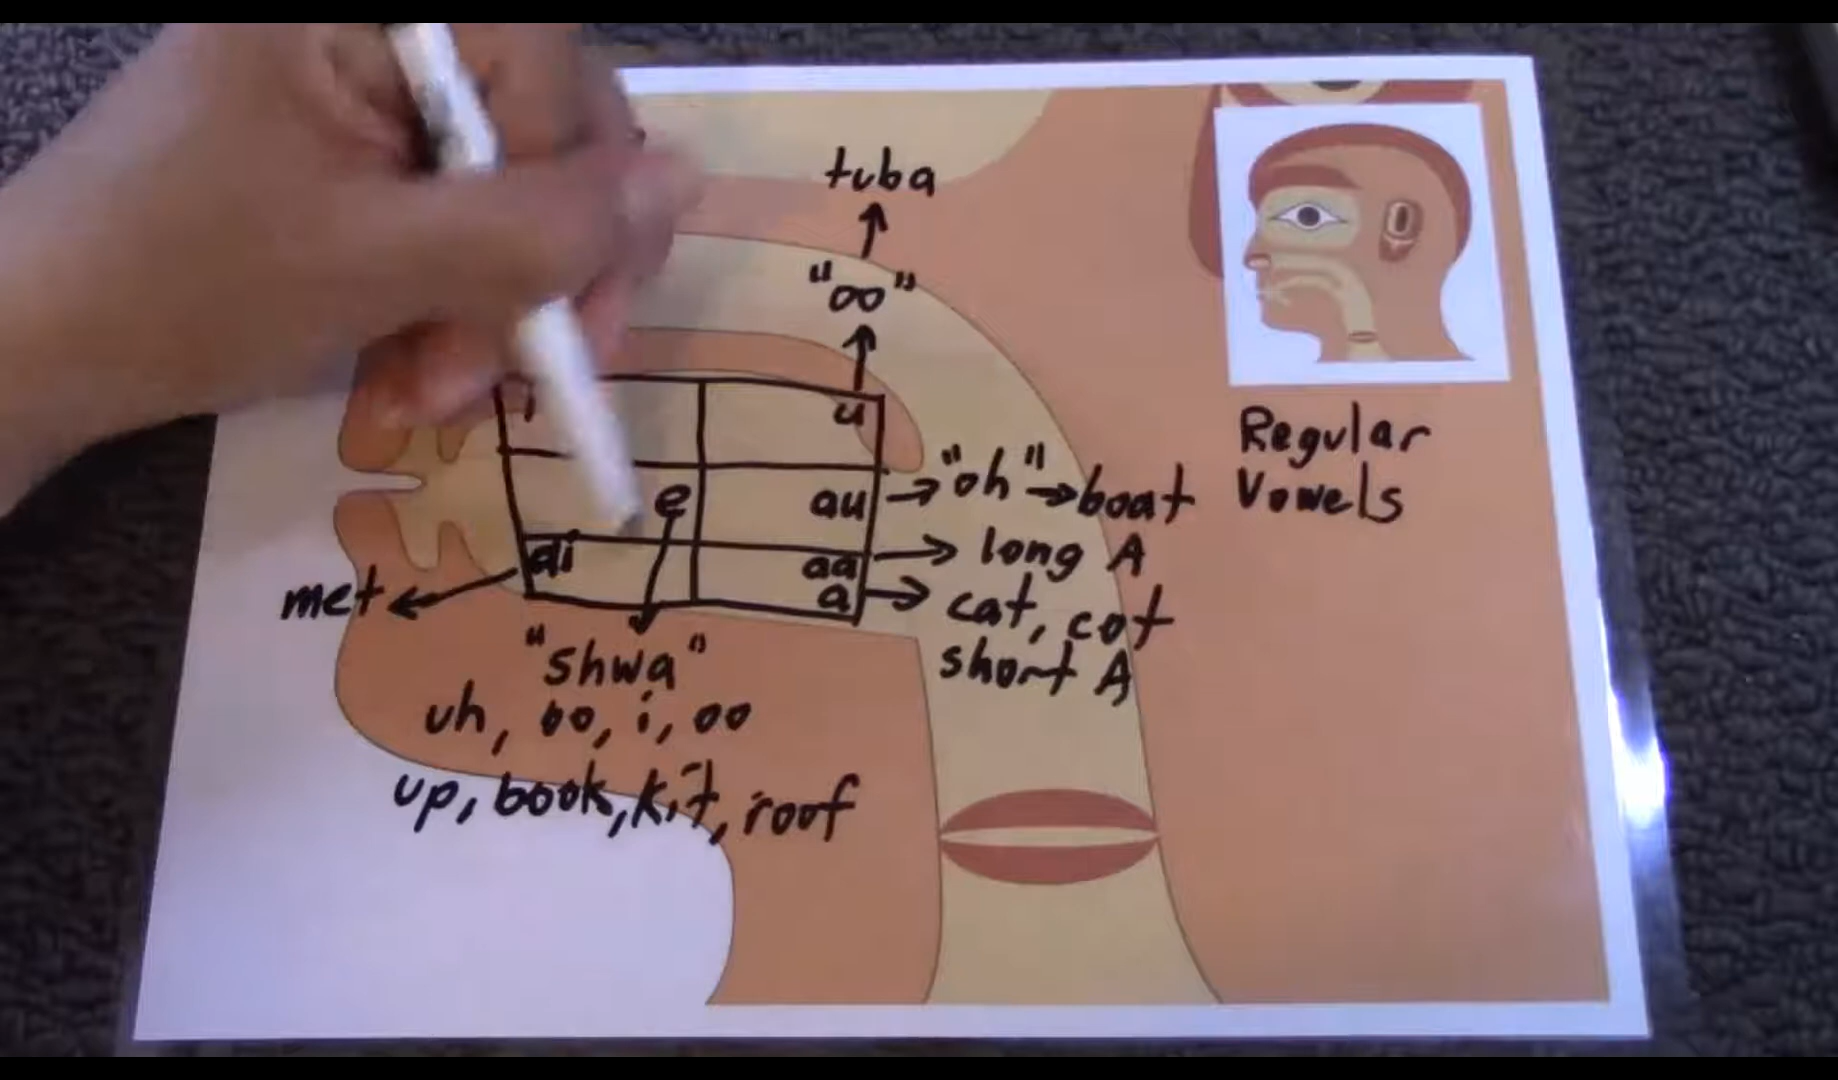 tuba
"oo"
i u
e au → "oh" → boat
ai aa → long A
a → cat, cot
short A
met
"shwa"
uh, oo, i, oo
up, book, kit, roof
Regular
Vowels